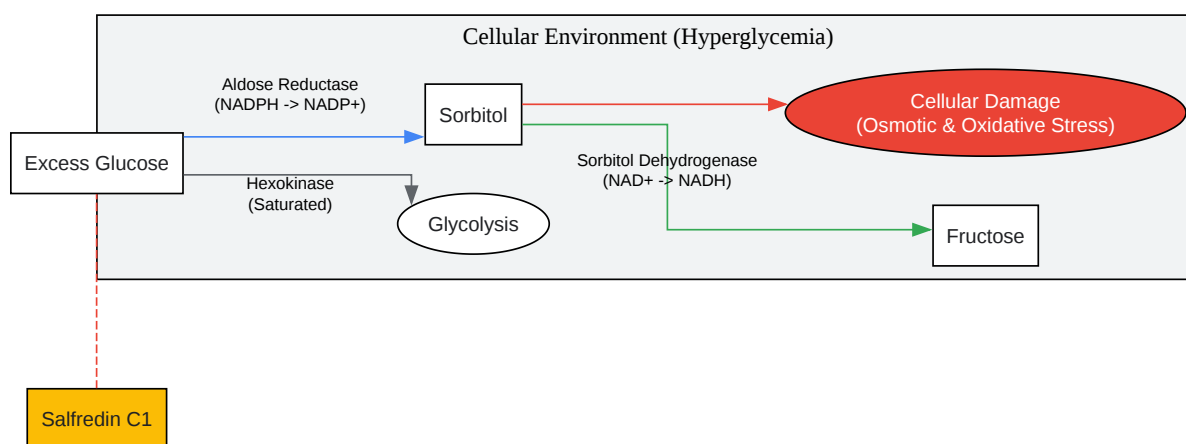 Cellular Environment (Hyperglycemia)
Aldose Reductase
(NADPH -> NADP+)
Sorbitol
Cellular Damage
(Osmotic & Oxidative Stress)
Excess Glucose
Hexokinase
(Saturated)
Sorbitol Dehydrogenase
(NAD+ -> NADH)
Glycolysis
Fructose
Salfredin C1